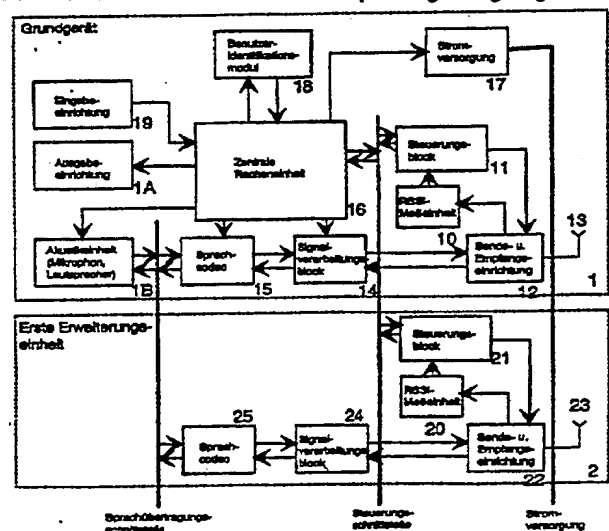 Grundgerät
Benutzer-
identifikations-
modul
18
Strom-
versorgung
17
Eingabe-
einrichtung
19
Ausgabe-
einrichtung
1A
Zentrale
Recheneinheit
16
Steuerungs-
block
11
RSSI-
Meßeinheit
10
13
Akustikeinheit
(Mikrophon,
Lautsprecher)
1B
Sprach-
codec
15
Signal-
verarbeitungs-
block
14
Sende- u.
Empfangs-
einrichtung
12
1
Erste Erweiterungs-
einheit
Steuerungs-
block
21
RSSI-
Meßeinheit
20
23
25
Sprach-
codec
24
Signal-
verarbeitungs-
block
Sende- u.
Empfangs-
einrichtung
22
2
Sprachübertragungs-
schnittstelle
Steuerungs-
schnittstelle
Strom-
versorgung